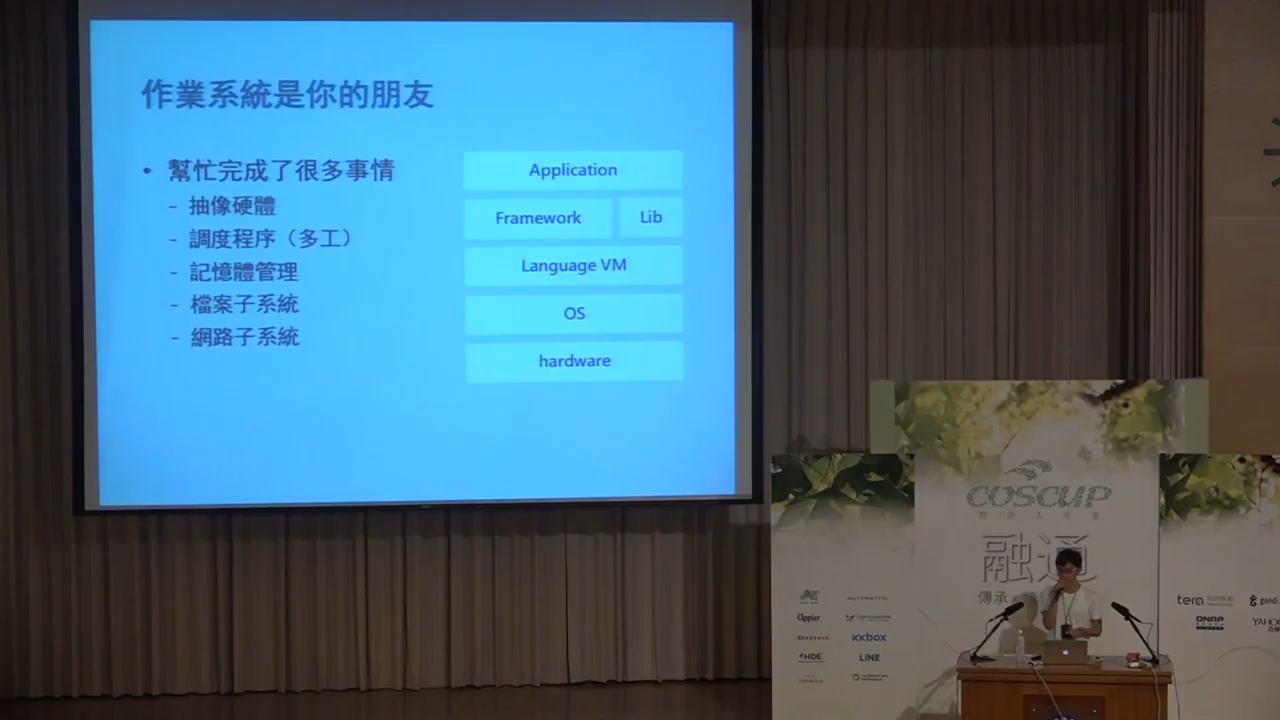 作業系統是你的朋友
• 幫忙完成了很多事情
- 抽像硬體
- 調度程序（多工）
- 記憶體管理
- 檔案子系統
- 網路子系統
Application
Framework
Lib
Language VM
OS
hardware
COSCUP
融通
傳承
Appier
KKBOX
HDE
LINE
tera
gandi
QNAP
YAHO